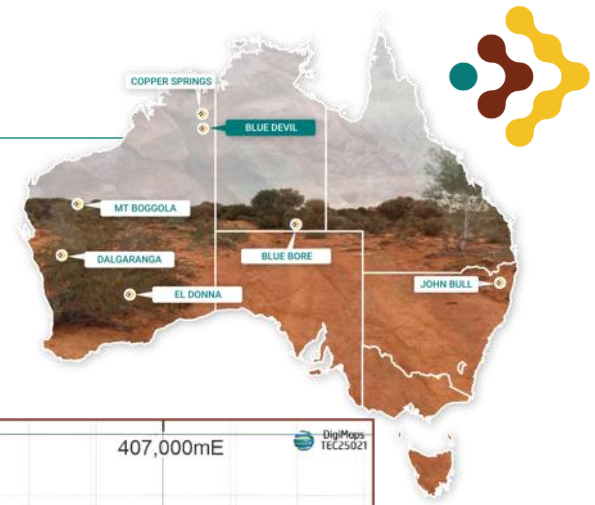 COPPER SPRINGS
BLUE DEVIL
MT BOGGOLA
BLUE BORE
DALGARANGA
JOHN BULL
EL DONNA
407,000mE
DigiMaps
TEC25021